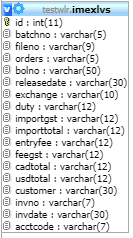 testwlr.imexlvs
id : int(11)
batchno : varchar(5)
fileno : varchar(9)
orders : varchar(5)
bolno : varchar(50)
releasedate : varchar(30)
exchange : varchar(10)
duty : varchar(12)
importgst : varchar(12)
importtotal : varchar(12)
entryfee : varchar(12)
feegst : varchar(12)
cadtotal : varchar(12)
usdtotal : varchar(12)
customer : varchar(30)
invno : varchar(7)
invdate : varchar(30)
acctcode : varchar(7)